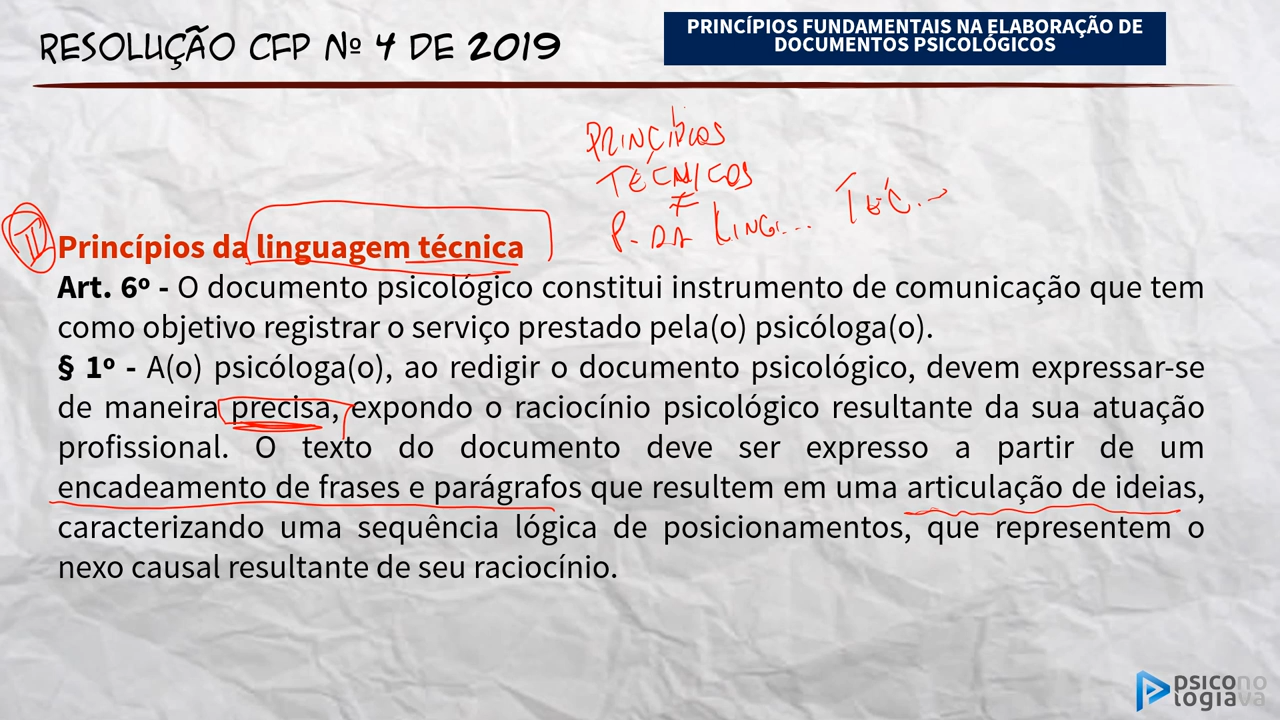 RESOLUÇÃO CFP Nº 4 DE 2019
PRINCÍPIOS FUNDAMENTAIS NA ELABORAÇÃO DE
DOCUMENTOS PSICOLÓGICOS
PRINCÍPIOS
TÉCNICOS
≠
P. DA LINGI... TÉC...
II
Princípios da linguagem técnica
Art. 6º - O documento psicológico constitui instrumento de comunicação que tem
como objetivo registrar o serviço prestado pela(o) psicóloga(o).
§ 1º - A(o) psicóloga(o), ao redigir o documento psicológico, devem expressar-se
de maneira precisa, expondo o raciocínio psicológico resultante da sua atuação
profissional. O texto do documento deve ser expresso a partir de um
encadeamento de frases e parágrafos que resultem em uma articulação de ideias,
caracterizando uma sequência lógica de posicionamentos, que representem o
nexo causal resultante de seu raciocínio.
psicono
logiava